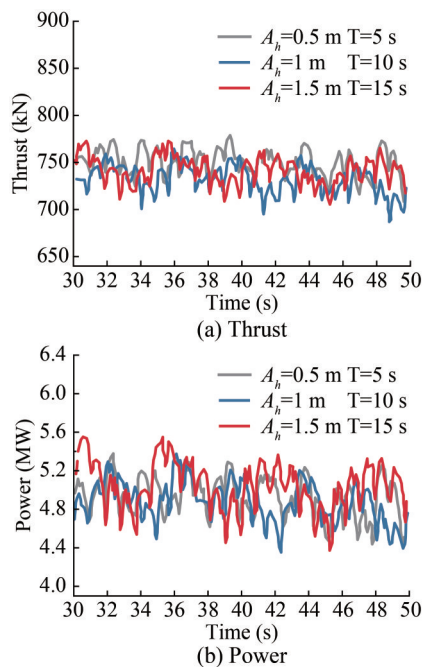 900
850
800
750
700
650
Thrust (kN)
A_h=0.5 m T=5 s
A_h=1 m T=10 s
A_h=1.5 m T=15 s
30 32 34 36 38 40 42 44 46 48 50
Time (s)
(a) Thrust
6.4
6.0
5.6
5.2
4.8
4.4
4.0
Power (MW)
A_h=0.5 m T=5 s
A_h=1 m T=10 s
A_h=1.5 m T=15 s
30 32 34 36 38 40 42 44 46 48 50
Time (s)
(b) Power